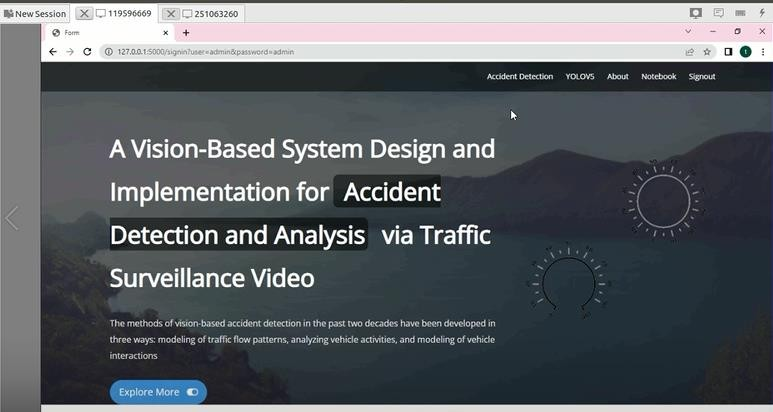 New Session
119596669
251063260
Form
127.0.0.1:5000/signin?user=admin&password=admin
t
Accident Detection YOLOV5 About Notebook Signout
A Vision-Based System Design and
Implementation for Accident
Detection and Analysis via Traffic
Surveillance Video
The methods of vision-based accident detection in the past two decades have been developed in
three ways: modeling of traffic flow patterns, analyzing vehicle activities, and modeling of vehicle
interactions
Explore More